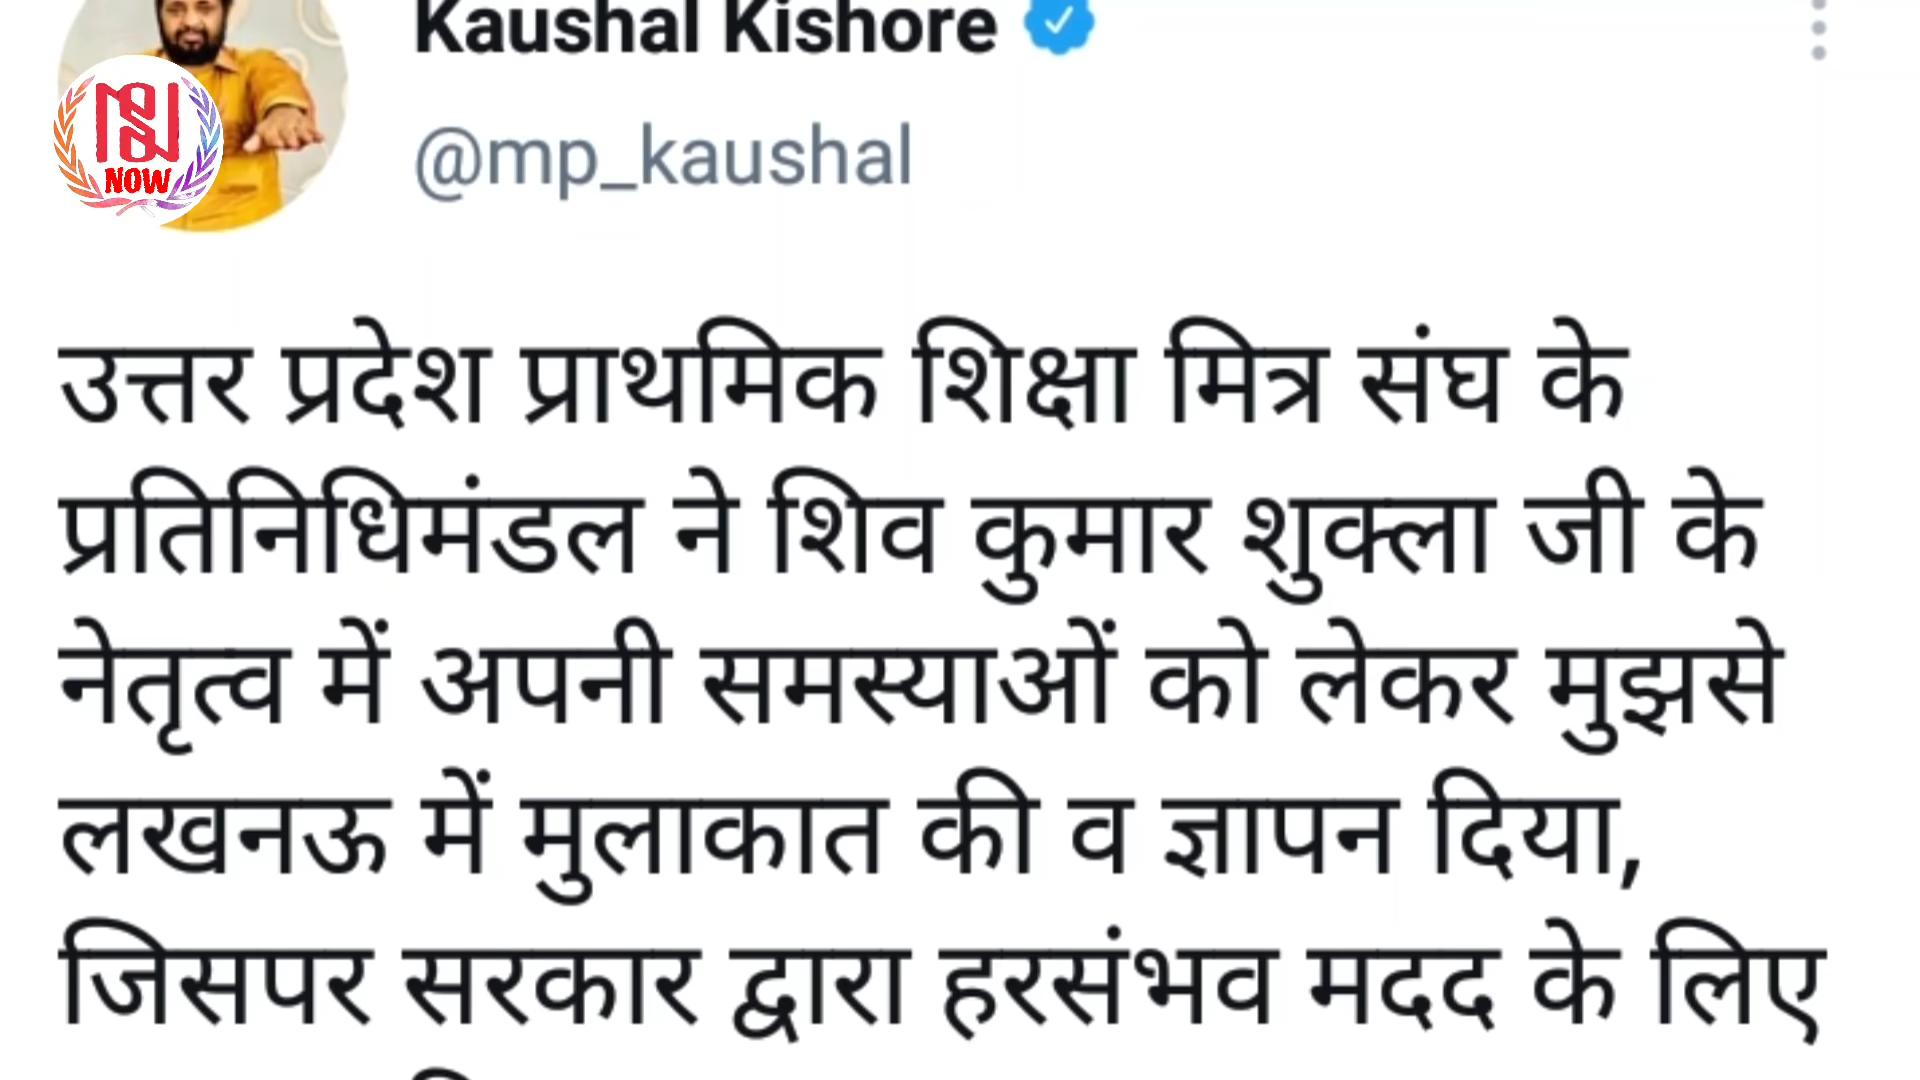 Kaushal Kishore
@mp_kaushal
NOW
उत्तर प्रदेश प्राथमिक शिक्षा मित्र संघ के
प्रतिनिधिमंडल ने शिव कुमार शुक्ला जी के
नेतृत्व में अपनी समस्याओं को लेकर मुझसे
लखनऊ में मुलाकात की व ज्ञापन दिया,
जिसपर सरकार द्वारा हरसंभव मदद के लिए